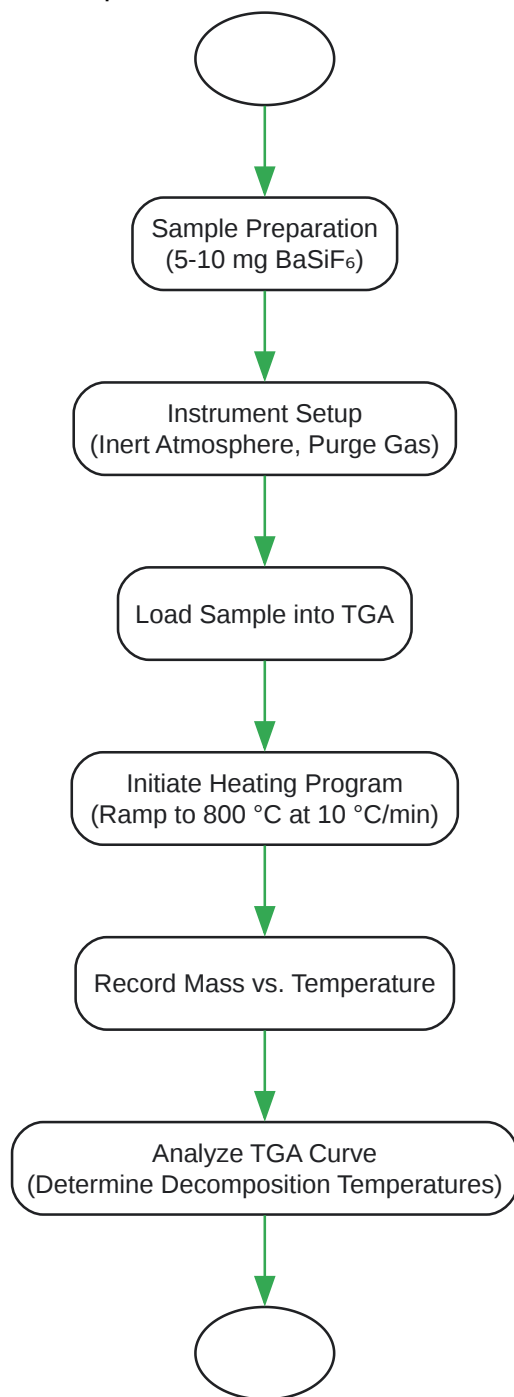 Sample Preparation
(5-10 mg BaSiF₆)
Instrument Setup
(Inert Atmosphere, Purge Gas)
Load Sample into TGA
Initiate Heating Program
(Ramp to 800 °C at 10 °C/min)
Record Mass vs. Temperature
Analyze TGA Curve
(Determine Decomposition Temperatures)